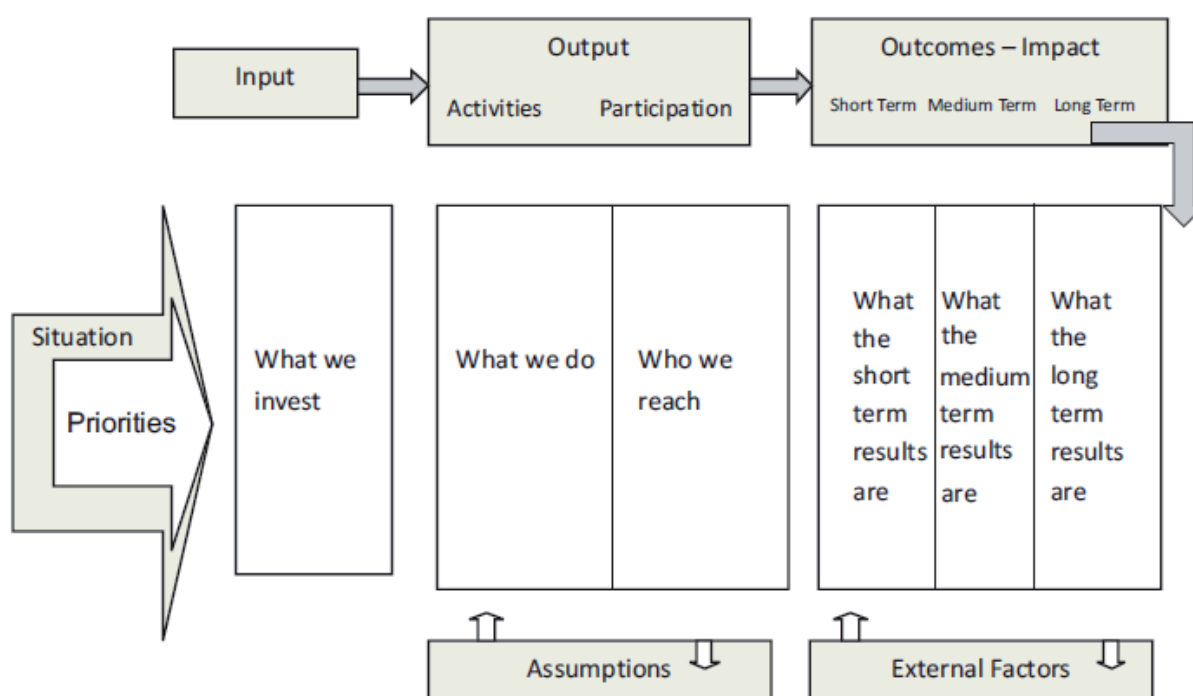 Input
Output
Activities Participation
Outcomes – Impact
Short Term Medium Term Long Term
Situation
Priorities
What we
invest
What we do
Who we
reach
What
the
short
term
results
are
What
the
medium
term
results
are
What
the
long
term
results
are
Assumptions
External Factors